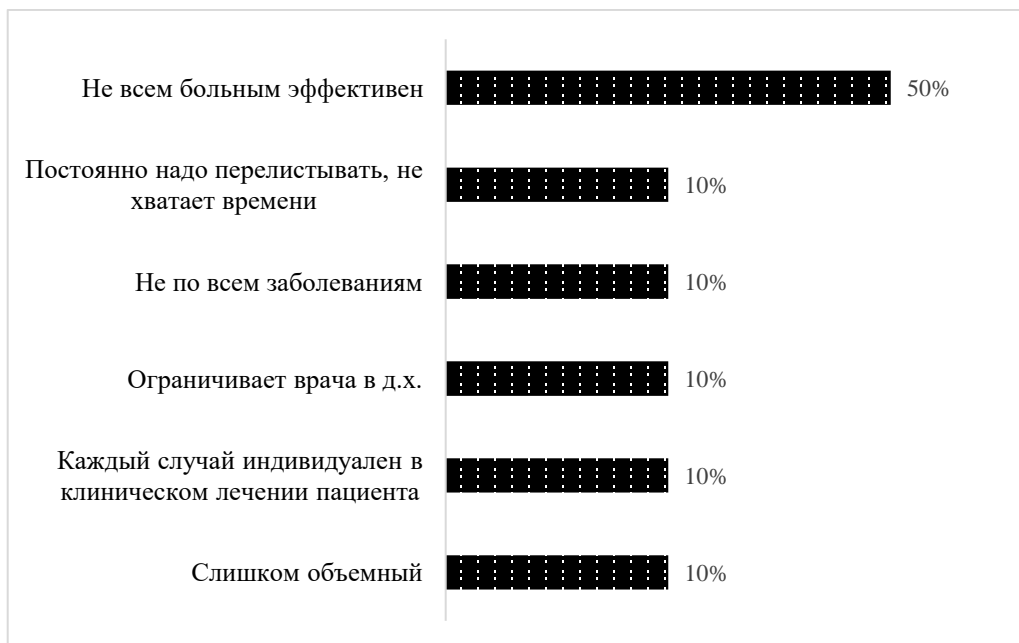 Не всем больным эффективен
50%
Постоянно надо перелистывать, не
хватает времени
10%
Не по всем заболеваниям
10%
Ограничивает врача в д.х.
10%
Каждый случай индивидуален в
клиническом лечении пациента
10%
Слишком объемный
10%